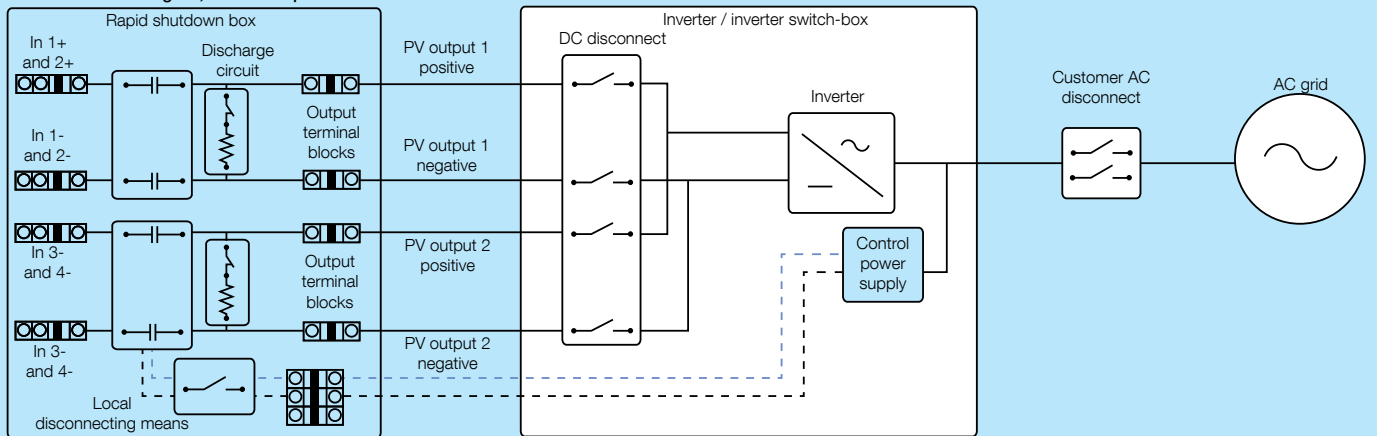 Rapid shutdown box
Inverter / inverter switch-box
In 1+
and 2+
Discharge
circuit
PV output 1
positive
DC disconnect
Customer AC
disconnect
AC grid
Inverter
Output
terminal
blocks
In 1-
and 2-
PV output 1
negative
In 3-
and 4-
PV output 2
positive
Output
terminal
blocks
Control
power
supply
In 3-
and 4-
PV output 2
negative
Local
disconnecting means